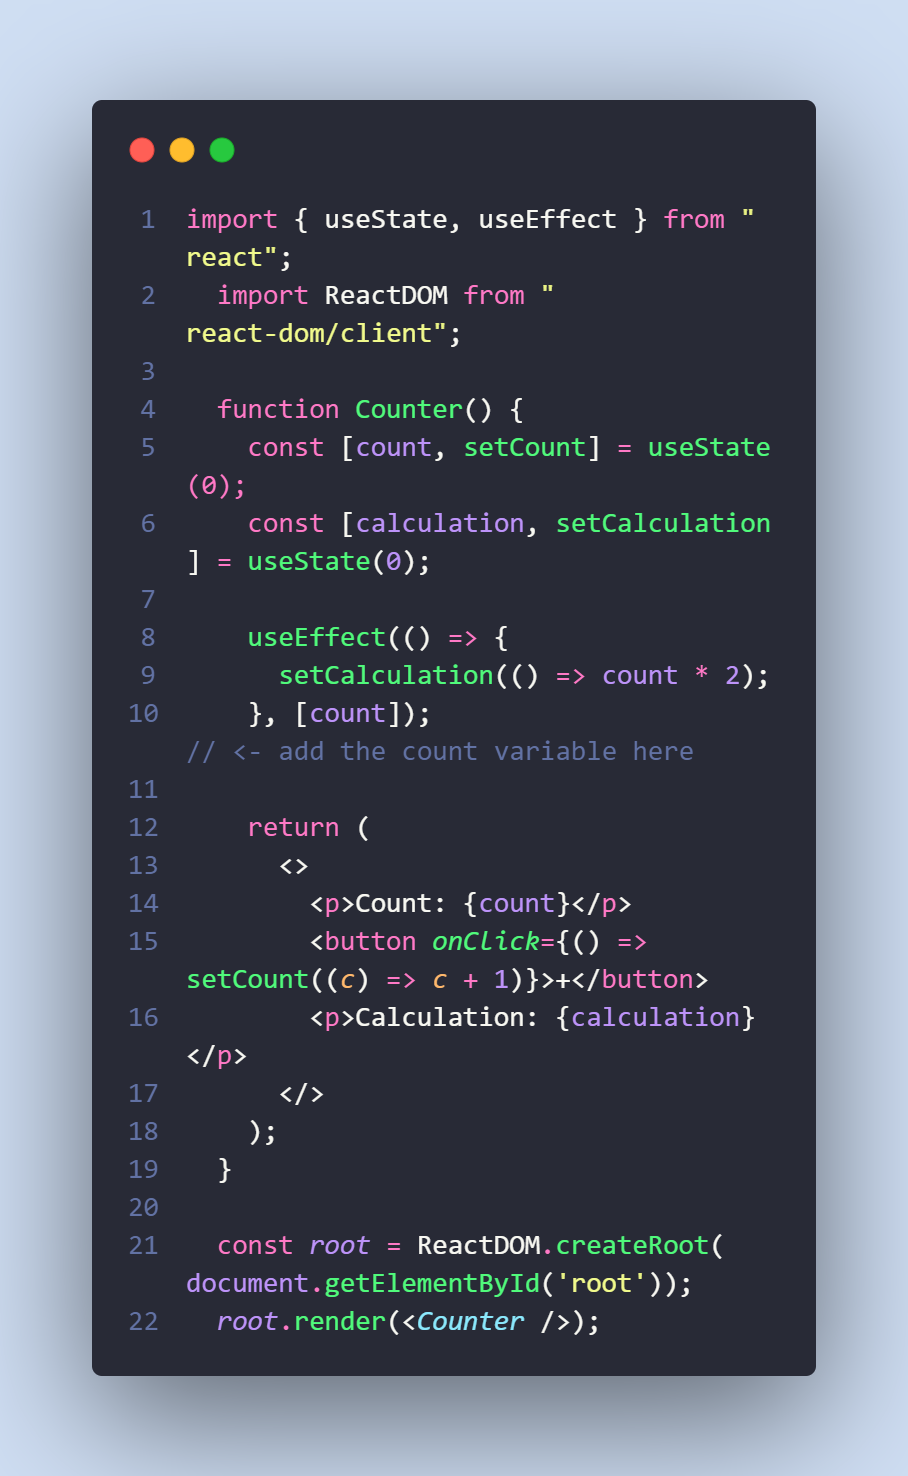 1 import { useState, useEffect } from "
react";
2   import ReactDOM from "
react-dom/client";
3
4   function Counter() {
5     const [count, setCount] = useState
(0);
6     const [calculation, setCalculation
] = useState(0);
7
8     useEffect(() => {
9       setCalculation(() => count * 2);
10     }, [count]);
// <- add the count variable here
11
12     return (
13       <>
14         <p>Count: {count}</p>
15         <button onClick={() =>
setCount((c) => c + 1)}>+</button>
16         <p>Calculation: {calculation}
</p>
17       </>
18     );
19   }
20
21   const root = ReactDOM.createRoot(
document.getElementById('root'));
22   root.render(<Counter />);